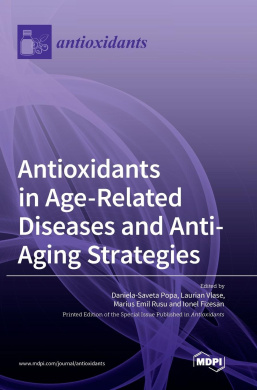 antioxidants
Antioxidants
in Age-Related
Diseases and Anti-
Aging Strategies
Edited by
Daniela-Saveta Popa, Laurian Vlase,
Marius Emil Rusu and Ionel Fizesan
Printed Edition of the Special Issue Published in Antioxidants
www.mdpi.com/journal/antioxidants
MDPI